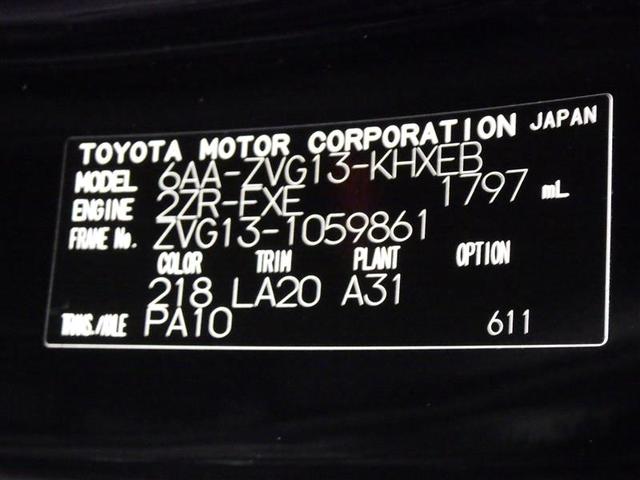 TOYOTA MOTOR CORPORATION JAPAN
MODEL 6AA-ZVG13-KHXEB
ENGINE 2ZR-FXE 1797 mL
FRAME No. ZVG13-1059861
COLOR TRIM PLANT OPTION
218 LA20 A31
TRANS./AXLE PA10 611